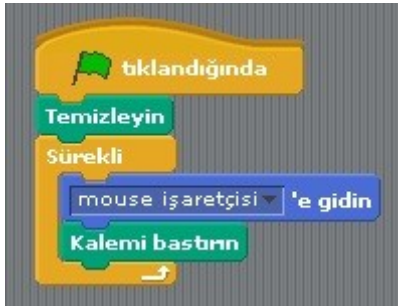 tıklandığında
Temizleyin
Sürekli
mouse işaretçisi 'e gidin
Kalemi bastırın